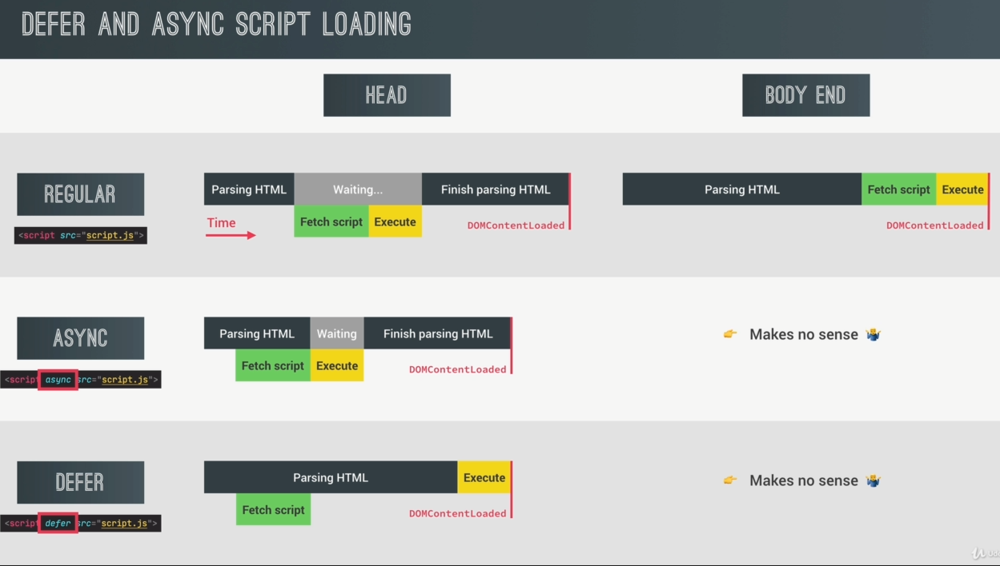 DEFER AND ASYNC SCRIPT LOADING
HEAD
BODY END
REGULAR
<script src="script.js">
Parsing HTML
Waiting...
Finish parsing HTML
Fetch script
Execute
Time
DOMContentLoaded
Parsing HTML
Fetch script
Execute
DOMContentLoaded
ASYNC
<script async src="script.js">
Parsing HTML
Waiting
Finish parsing HTML
Fetch script
Execute
DOMContentLoaded
👉 Makes no sense 🤷‍♂️
DEFER
<script defer src="script.js">
Parsing HTML
Execute
Fetch script
DOMContentLoaded
👉 Makes no sense 🤷‍♂️